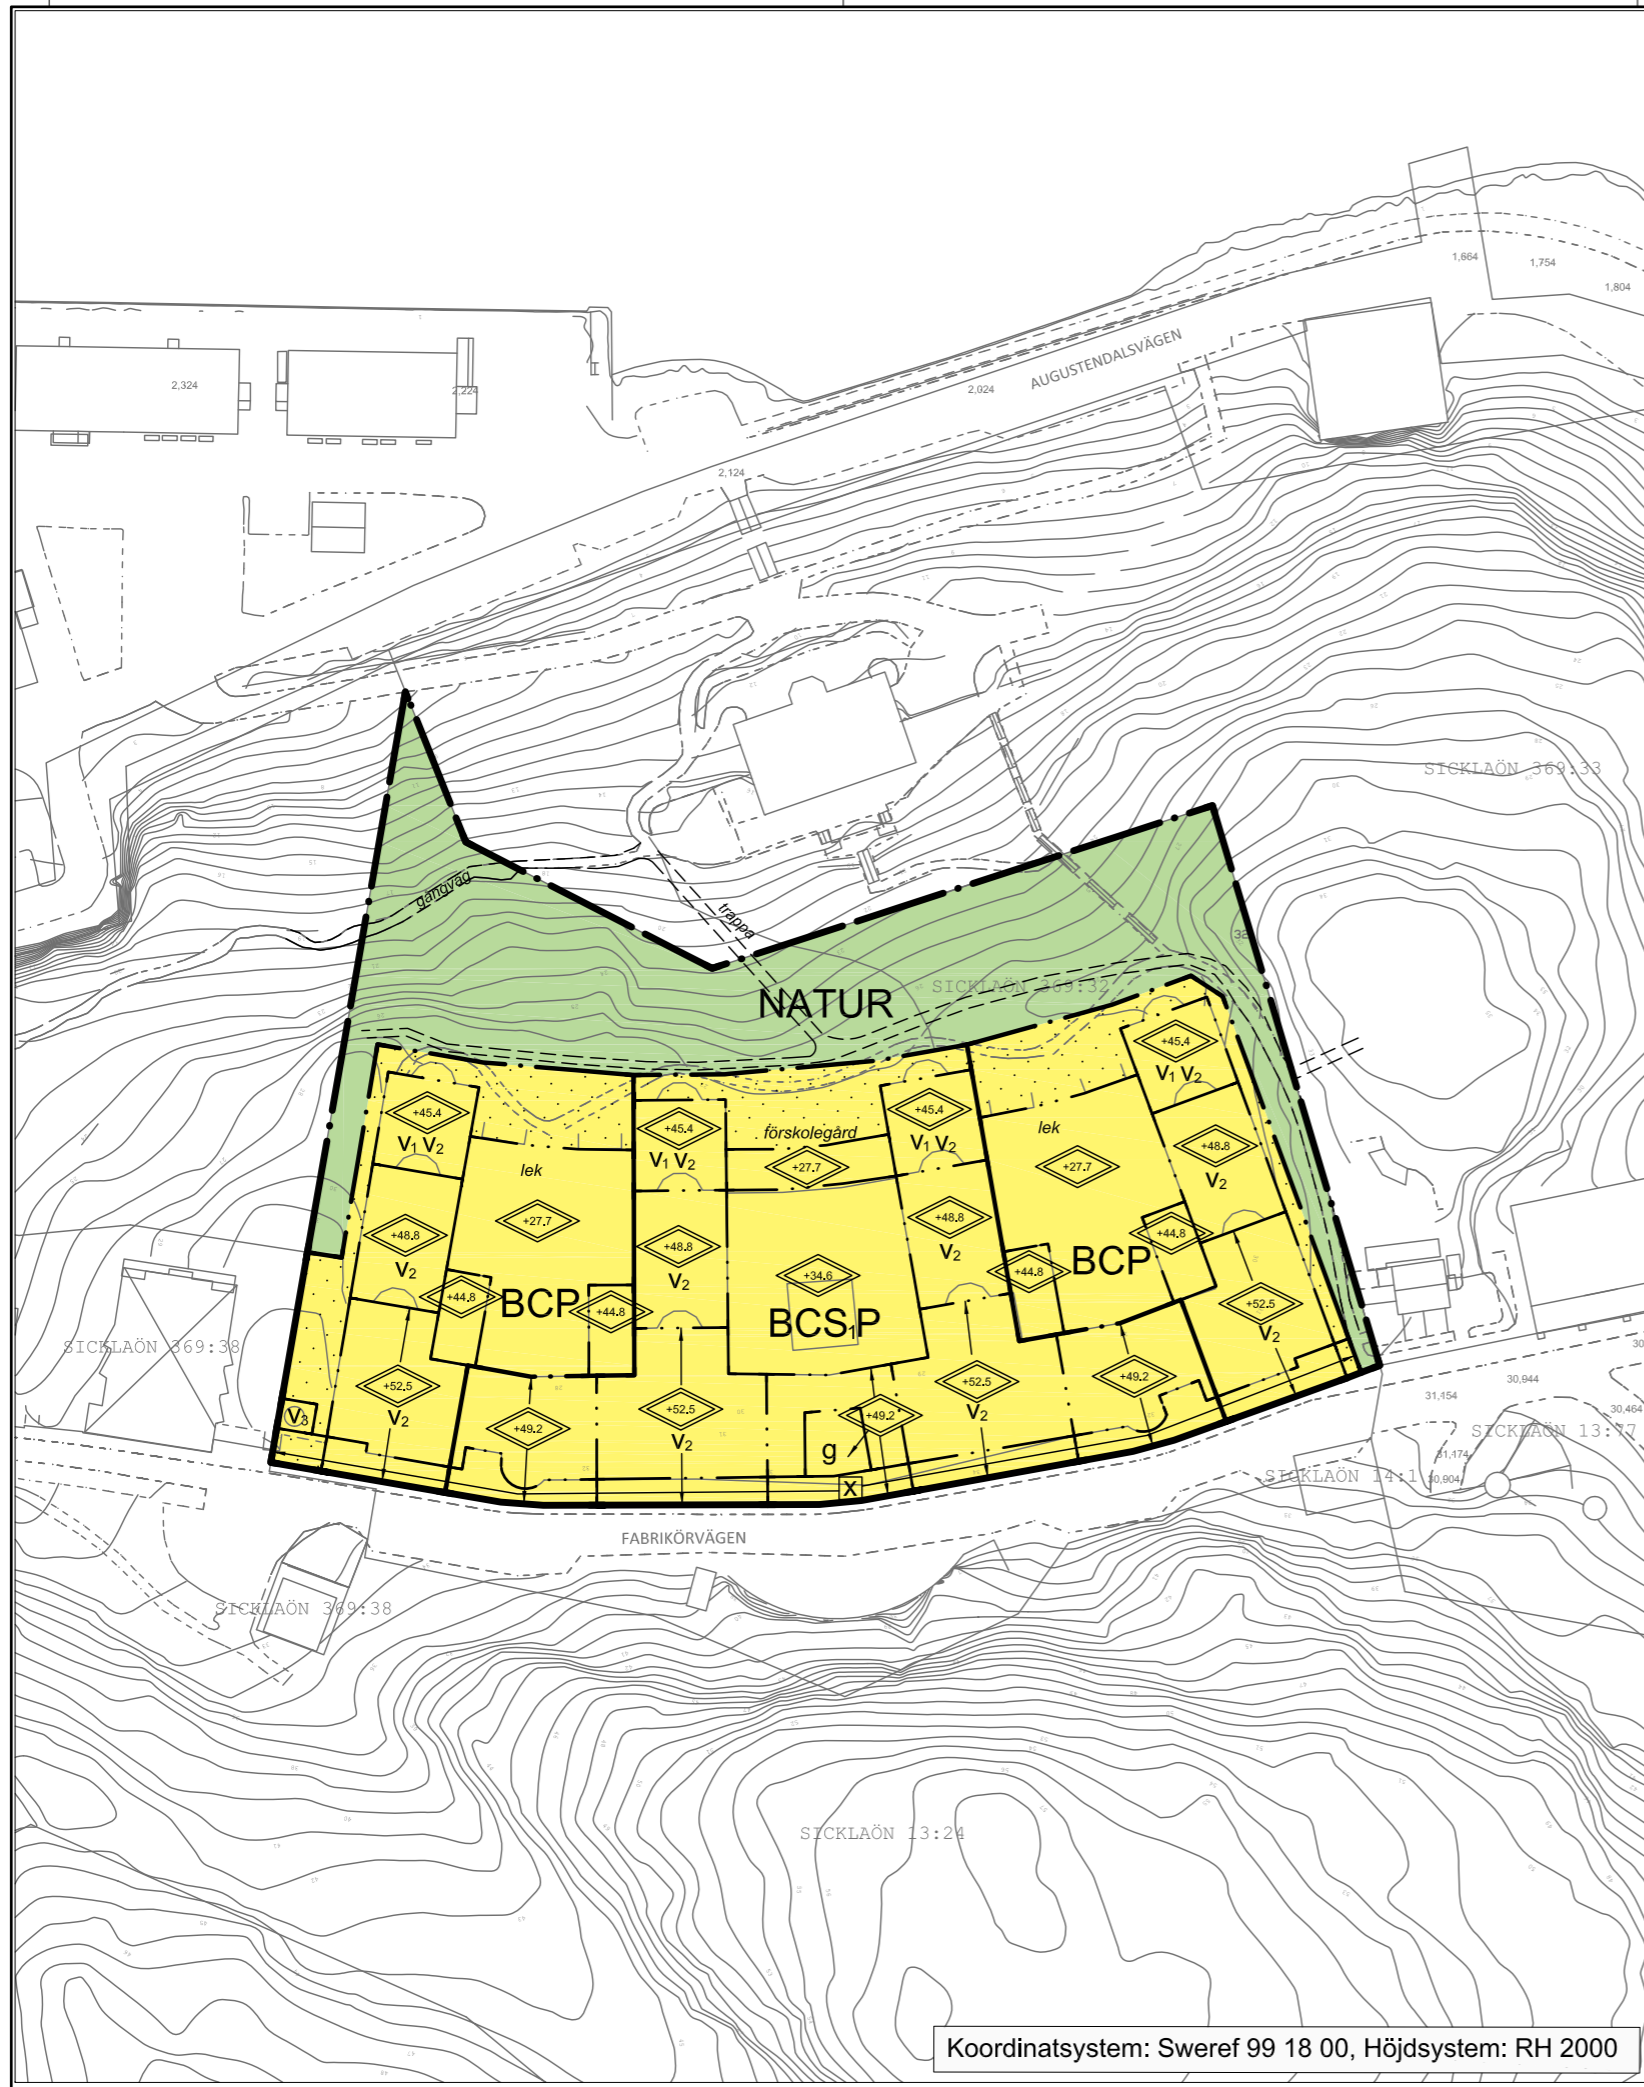 1,664
1,754
1,804
AUGUSTENDALSVÄGEN
2,324
2,224
2,924
2,124
SICKLAÖN 369:33
gångväg
trappa
32
SICKLAÖN 369:32
NATUR
+45.4
V1 V2
+45.4
V1 V2
+45.4
V1 V2
+45.4
V1 V2
förskolegård
lek
lek
+27.7
+27.7
+27.7
+48.8
V2
+48.8
V2
+48.8
V2
+48.8
V2
+44.8
+44.8
+44.8
+44.8
BCP
BCP
+34.6
BCS1P
SICKLAÖN 369:38
+52.5
V2
+52.5
V2
+52.5
V2
+52.5
V2
+49.2
+49.2
+49.2
V3
g
x
30,944
31,454
30,464
SICKLAÖN 13:77
31,174
SICKLAÖN 14:1
30,904
FABRIKÖRVÄGEN
SICKLAÖN 369:38
SICKLAÖN 13:24
Koordinatsystem: Sweref 99 18 00, Höjdsystem: RH 2000